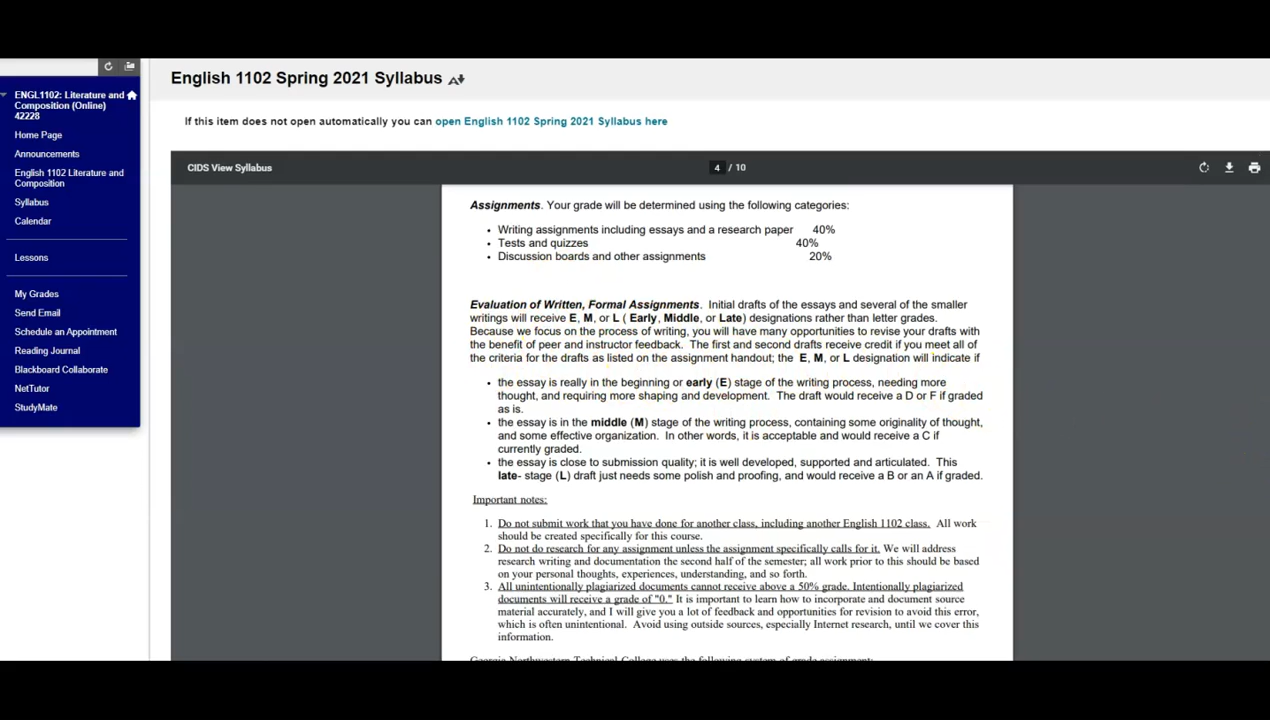 English 1102 Spring 2021 Syllabus
ENGL1102: Literature and
Composition (Online)
42228
Home Page
Announcements
English 1102 Literature and
Composition
Syllabus
Calendar
Lessons
My Grades
Send Email
Schedule an Appointment
Reading Journal
Blackboard Collaborate
NetTutor
StudyMate
If this item does not open automatically you can open English 1102 Spring 2021 Syllabus here
CIDS View Syllabus
4 / 10
Assignments. Your grade will be determined using the following categories:
• Writing assignments including essays and a research paper 40%
• Tests and quizzes 40%
• Discussion boards and other assignments 20%
Evaluation of Written, Formal Assignments. Initial drafts of the essays and several of the smaller
writings will receive E, M, or L ( Early, Middle, or Late) designations rather than letter grades.
Because we focus on the process of writing, you will have many opportunities to revise your drafts with
the benefit of peer and instructor feedback. The first and second drafts receive credit if you meet all of
the criteria for the drafts as listed on the assignment handout; the E, M, or L designation will indicate if
• the essay is really in the beginning or early (E) stage of the writing process, needing more
thought, and requiring more shaping and development. The draft would receive a D or F if graded
as is.
• the essay is in the middle (M) stage of the writing process, containing some originality of thought,
and some effective organization. In other words, it is acceptable and would receive a C if
currently graded.
• the essay is close to submission quality; it is well developed, supported and articulated. This
late- stage (L) draft just needs some polish and proofing, and would receive a B or an A if graded.
Important notes:
1. Do not submit work that you have done for another class, including another English 1102 class. All work
should be created specifically for this course.
2. Do not do research for any assignment unless the assignment specifically calls for it. We will address
research writing and documentation the second half of the semester; all work prior to this should be based
on your personal thoughts, experiences, understanding, and so forth.
3. All unintentionally plagiarized documents cannot receive above a 50% grade. Intentionally plagiarized
documents will receive a grade of "0." It is important to learn how to incorporate and document source
material accurately, and I will give you a lot of feedback and opportunities for revision to avoid this error,
which is often unintentional. Avoid using outside sources, especially Internet research, until we cover this
information.
Georgia Northwestern Technical College uses the following system of grade assignment: